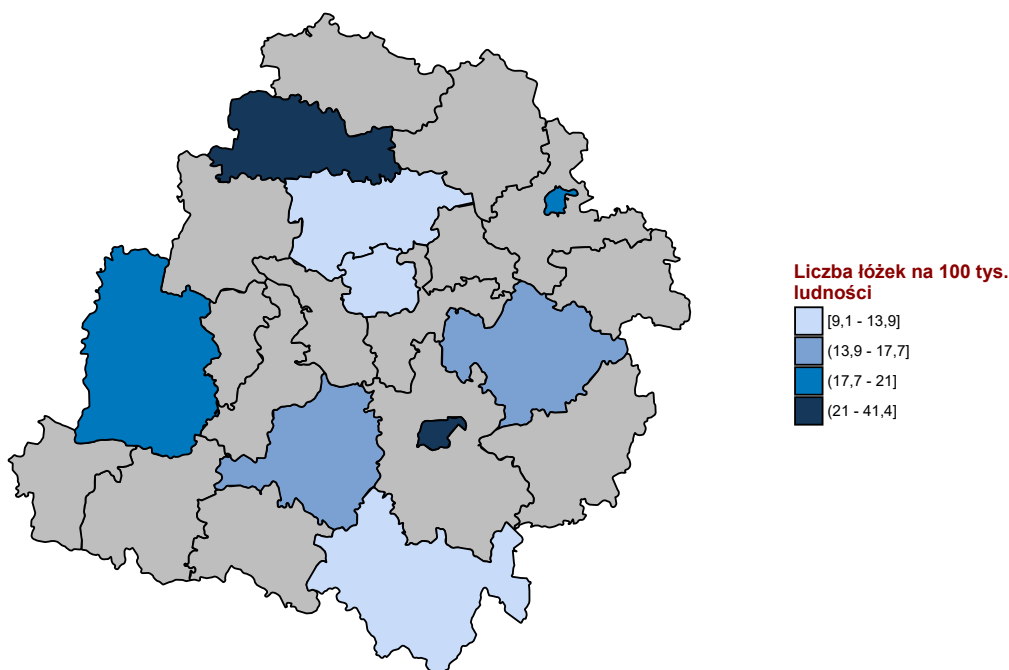 Liczba łóżek na 100 tys.
ludności
[9,1 - 13,9]
(13,9 - 17,7]
(17,7 - 21]
(21 - 41,4]